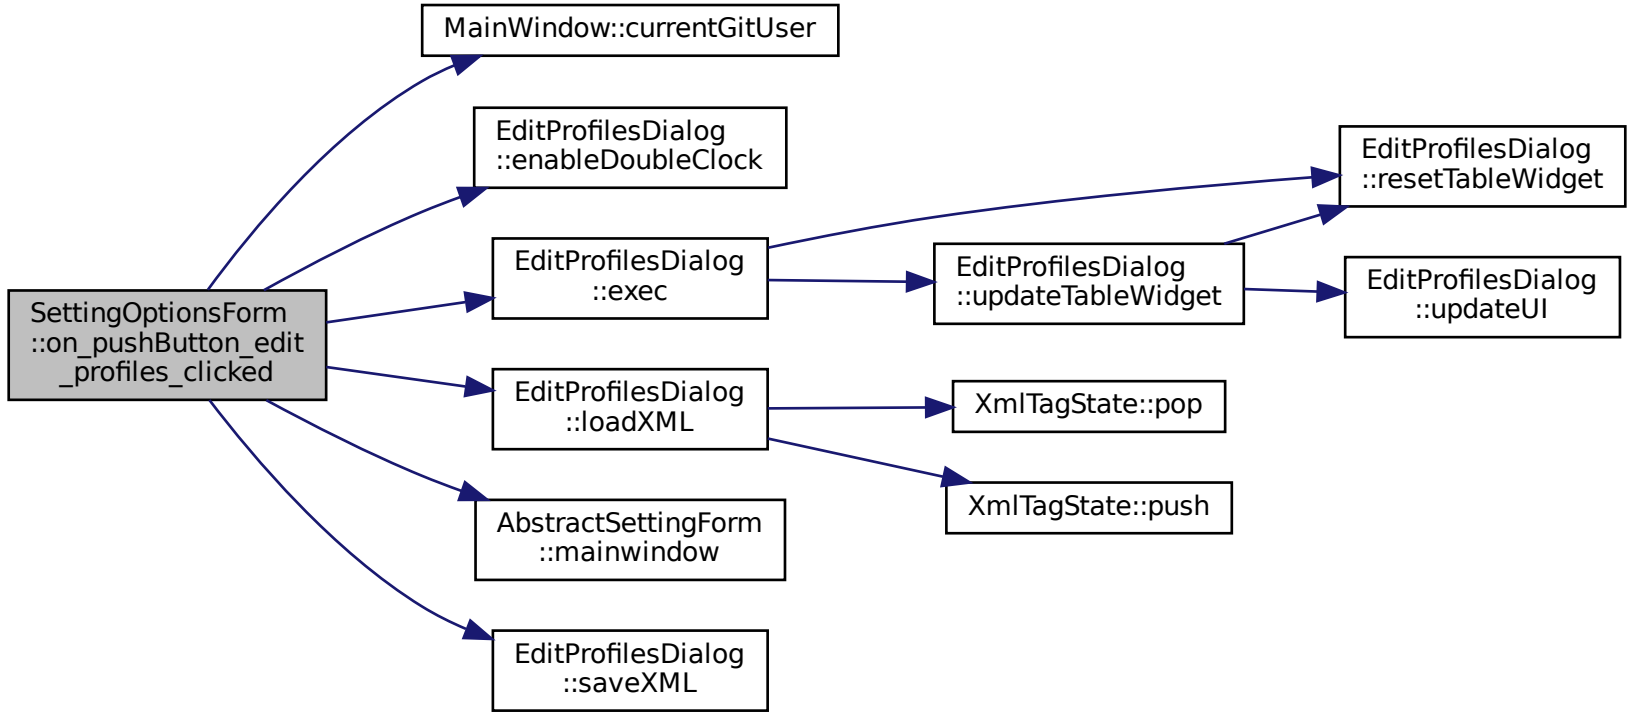 MainWindow::currentGitUser
EditProfilesDialog
::enableDoubleClock
EditProfilesDialog
::resetTableWidget
EditProfilesDialog
::exec
EditProfilesDialog
::updateTableWidget
EditProfilesDialog
::updateUI
SettingOptionsForm
::on_pushButton_edit
_profiles_clicked
EditProfilesDialog
::loadXML
XmlTagState::pop
XmlTagState::push
AbstractSettingForm
::mainwindow
EditProfilesDialog
::saveXML